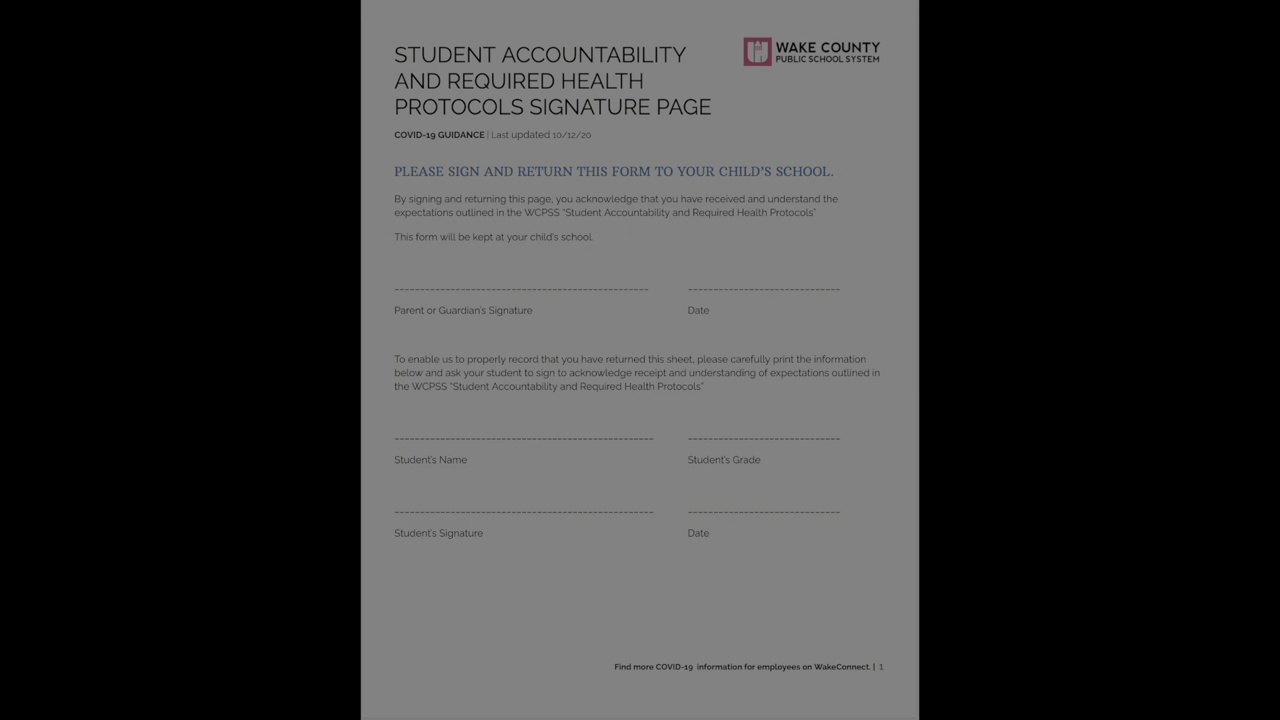 STUDENT ACCOUNTABILITY
AND REQUIRED HEALTH
PROTOCOLS SIGNATURE PAGE
WAKE COUNTY
PUBLIC SCHOOL SYSTEM
COVID-19 GUIDANCE | Last updated 10/12/20
PLEASE SIGN AND RETURN THIS FORM TO YOUR CHILD'S SCHOOL.
By signing and returning this page, you acknowledge that you have received and understand the
expectations outlined in the WCPSS “Student Accountability and Required Health Protocols”
This form will be kept at your child's school.
Parent or Guardian's Signature
Date
To enable us to properly record that you have returned this sheet, please carefully print the information
below and ask your student to sign to acknowledge receipt and understanding of expectations outlined in
the WCPSS “Student Accountability and Required Health Protocols”
Student's Name
Student's Grade
Student's Signature
Date
Find more COVID-19 information for employees on WakeConnect. | 1